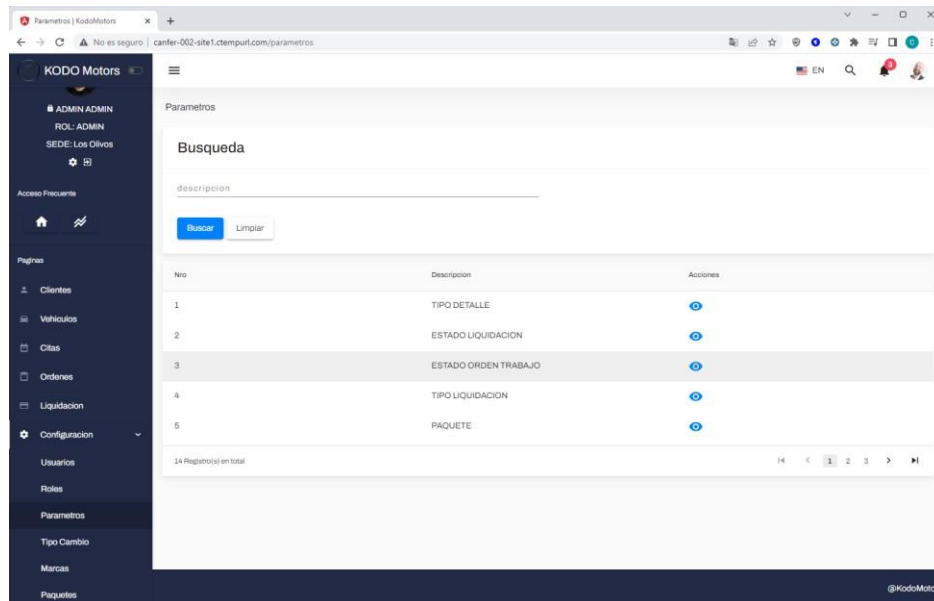 Parametros | KodoMotors
No es seguro | canfer-002-site1.ctempurl.com/parametros
KODO Motors
EN
3
ADMIN ADMIN
ROL: ADMIN
SEDE: Los Olivos
Acceso Frecuente
Paginas
Clientes
Vehiculos
Citas
Ordenes
Liquidacion
Configuracion
Usuarios
Roles
Parametros
Tipo Cambio
Marcas
Paquetes
Parametros
Busqueda
descripcion
Buscar Limpiar
Nro Descripcion Acciones
1 TIPO DETALLE
2 ESTADO LIQUIDACION
3 ESTADO ORDEN TRABAJO
4 TIPO LIQUIDACION
5 PAQUETE
14 Registro(s) en total 1 2 3
@KodoMoto